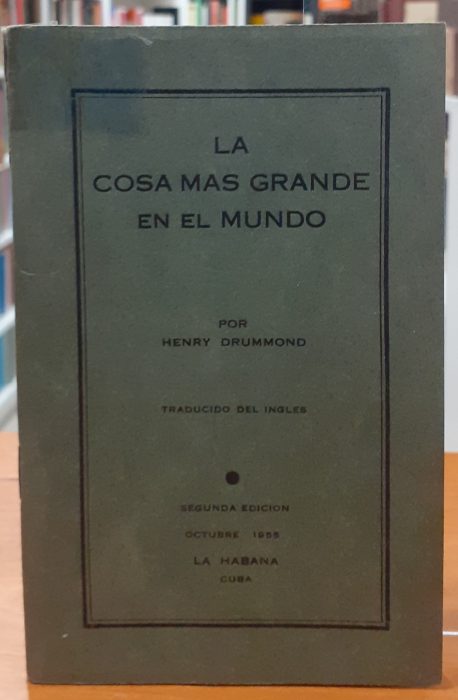 LA
COSA MAS GRANDE
EN EL MUNDO
POR
HENRY DRUMMOND
TRADUCIDO DEL INGLES
SEGUNDA EDICION
OCTUBRE 1955
LA HABANA
CUBA